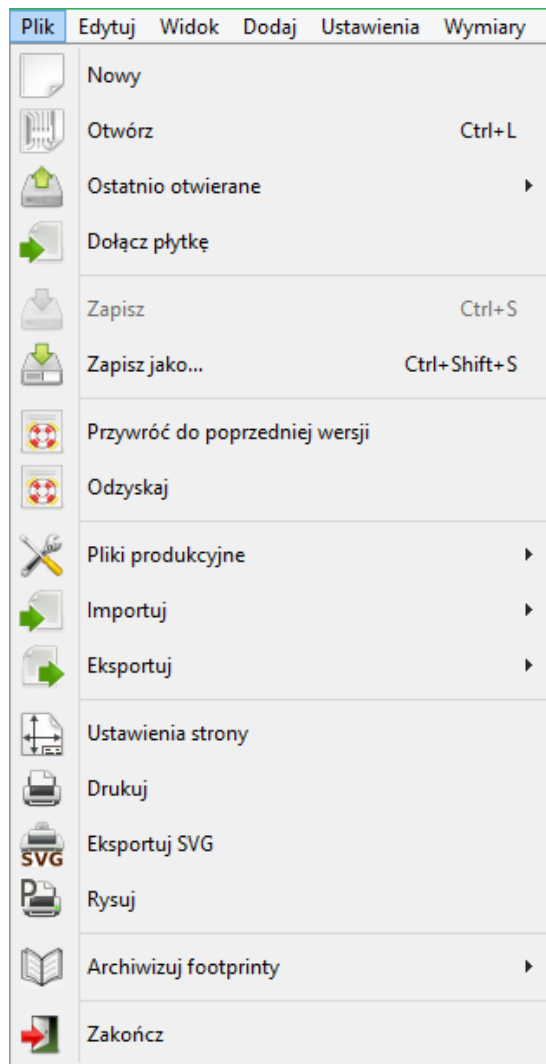 Plik Edytuj Widok Dodaj Ustawienia Wymiary
Nowy
Otwórz Ctrl+L
Ostatnio otwierane
Dołącz płytkę
Zapisz Ctrl+S
Zapisz jako... Ctrl+Shift+S
Przywróć do poprzedniej wersji
Odzyskaj
Pliki produkcyjne
Importuj
Eksportuj
Ustawienia strony
Drukuj
SVG Eksportuj SVG
P Rysuj
Archiwizuj footprinty
Zakończ